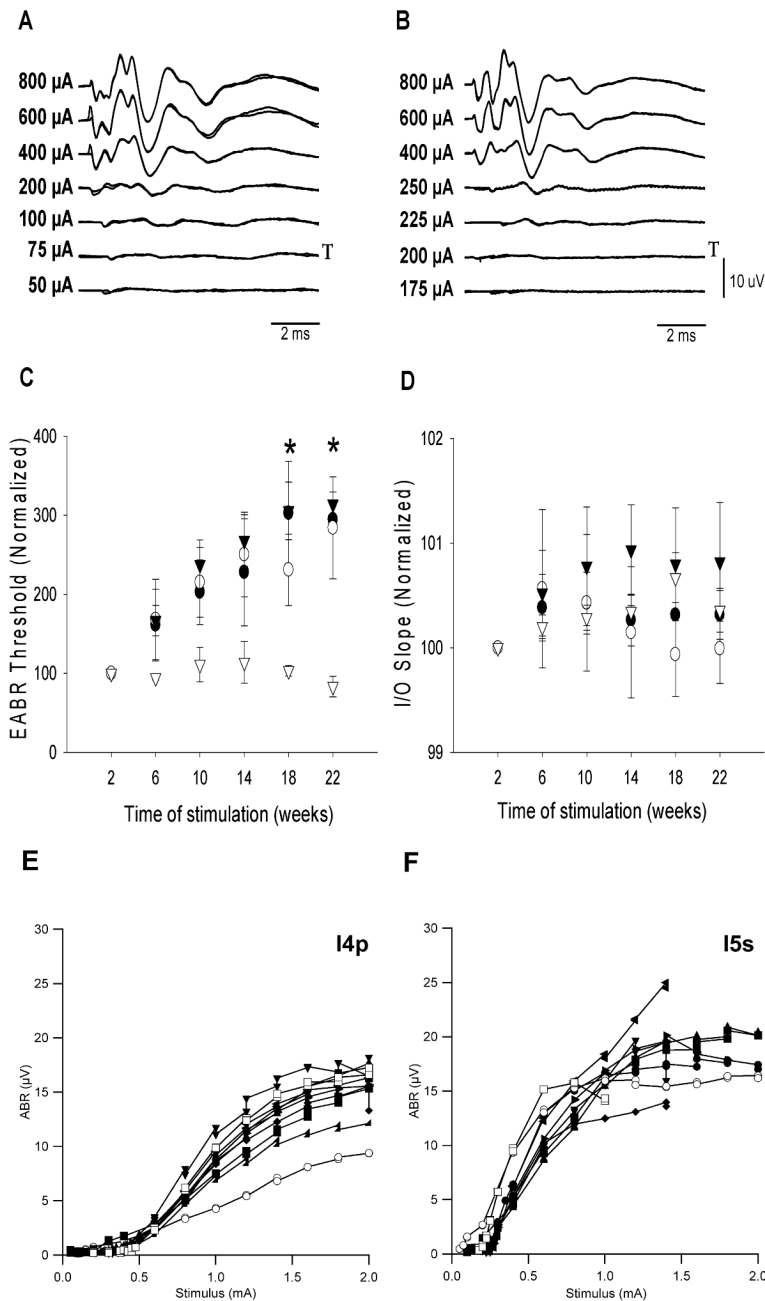 A
800 µA
600 µA
400 µA
200 µA
100 µA
75 µA T
50 µA
2 ms
B
800 µA
600 µA
400 µA
250 µA
225 µA
200 µA T
175 µA
10 uV
2 ms
C
EABR Threshold (Normalized)
400
300
200
100
0
* *
2 6 10 14 18 22
Time of stimulation (weeks)
D
I/O Slope (Normalized)
102
101
100
99
2 6 10 14 18 22
Time of stimulation (weeks)
E
I4p
ABR (µV)
30
25
20
15
10
5
0
0.0 0.5 1.0 1.5 2.0
Stimulus (mA)
F
I5s
ABR (µV)
30
25
20
15
10
5
0
0.0 0.5 1.0 1.5 2.0
Stimulus (mA)